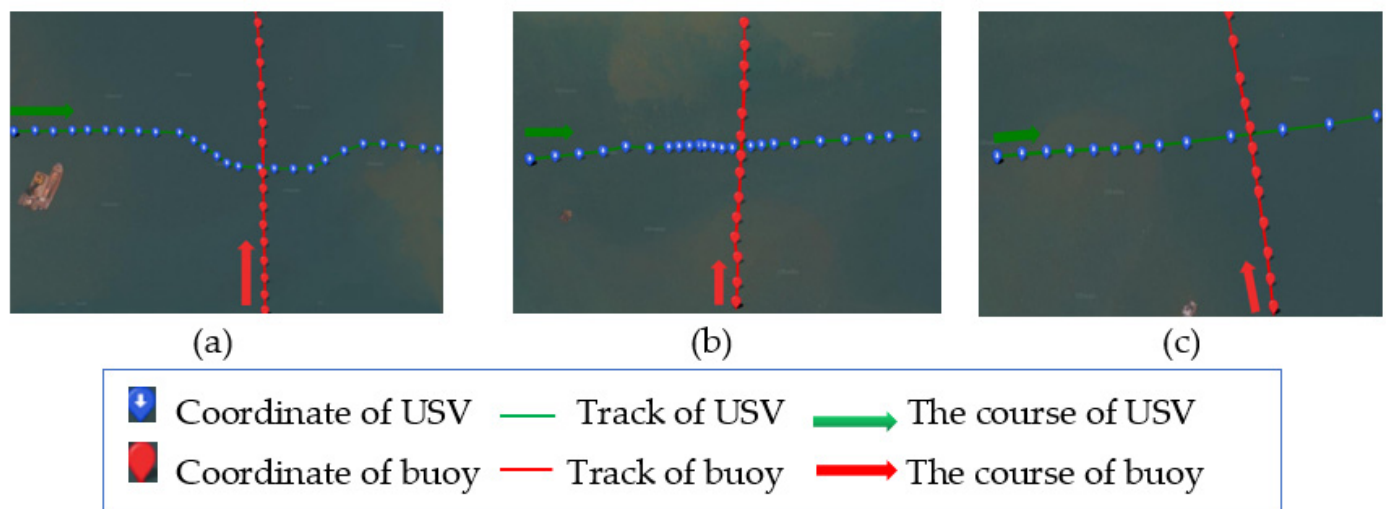 (a)
(b)
(c)
Coordinate of USV
Track of USV
The course of USV
Coordinate of buoy
Track of buoy
The course of buoy